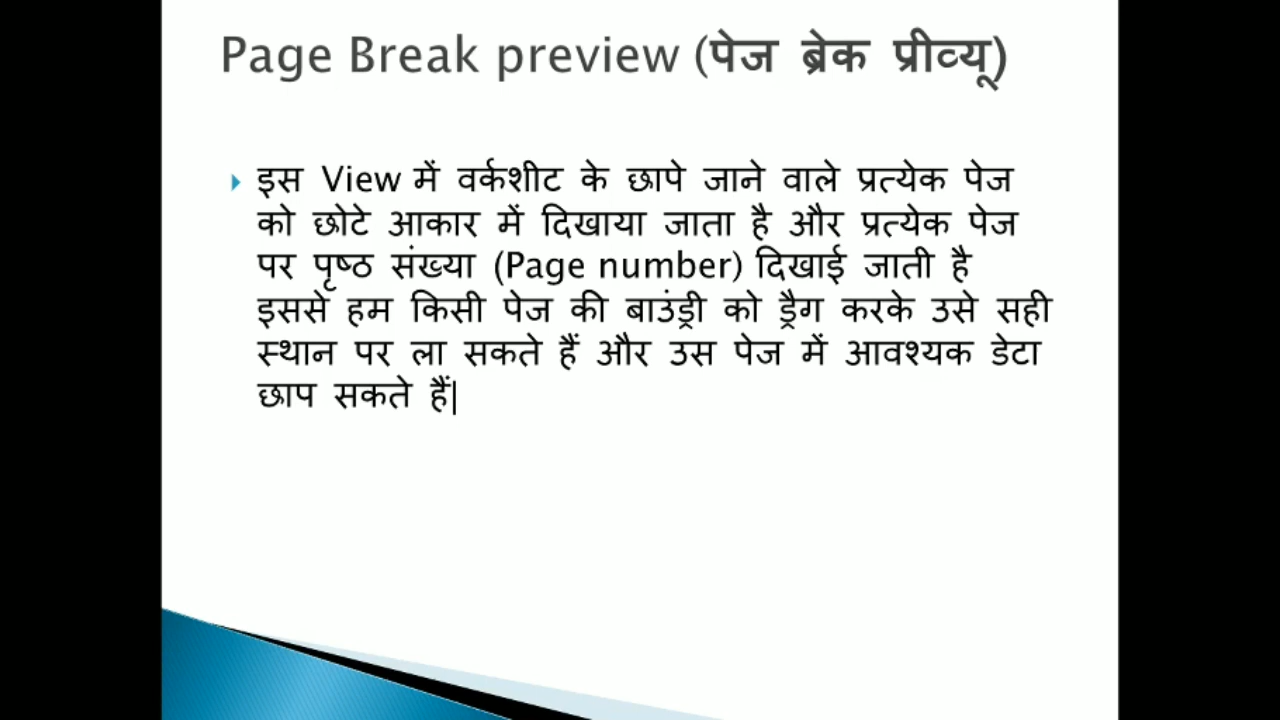 Page Break preview (पेज ब्रेक प्रीव्यू)
इस View में वर्कशीट के छापे जाने वाले प्रत्येक पेज
को छोटे आकार में दिखाया जाता है और प्रत्येक पेज
पर पृष्ठ संख्या (Page number) दिखाई जाती है
इससे हम किसी पेज की बाउंड्री को ड्रैग करके उसे सही
स्थान पर ला सकते हैं और उस पेज में आवश्यक डेटा
छाप सकते हैं|